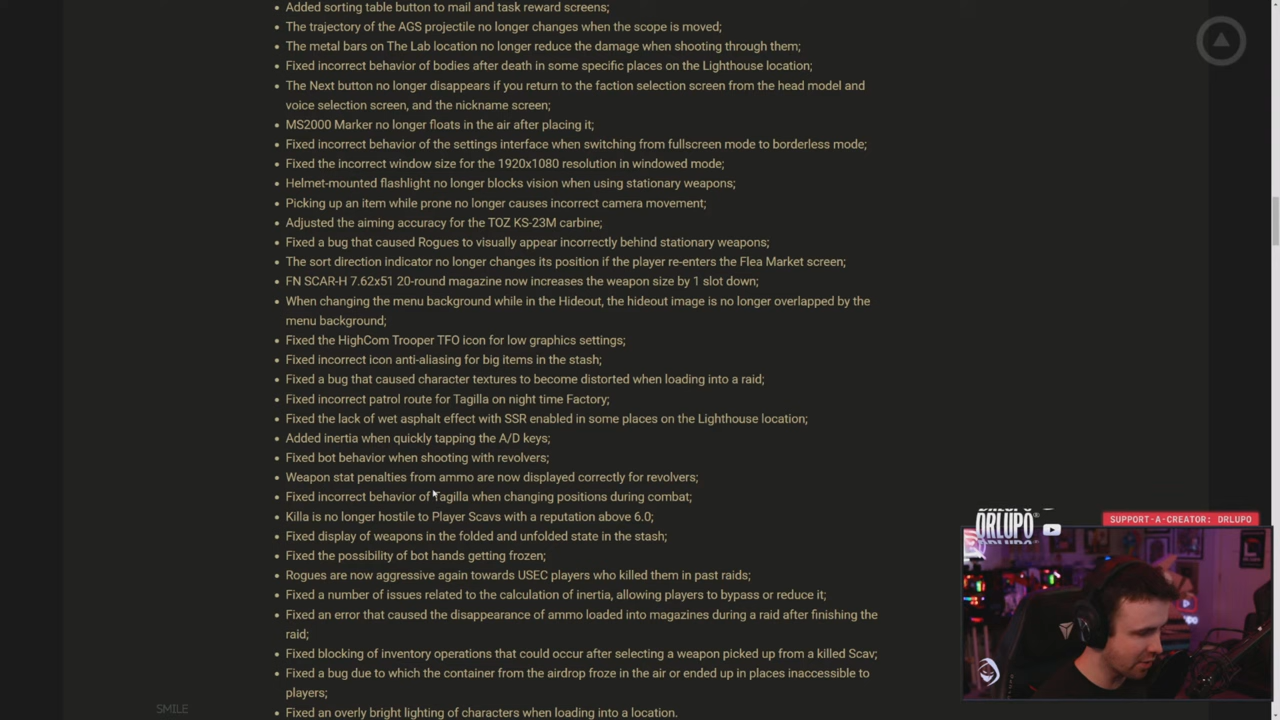 Added sorting table button to mail and task reward screens;
The trajectory of the AGS projectile no longer changes when the scope is moved;
The metal bars on The Lab location no longer reduce the damage when shooting through them;
Fixed incorrect behavior of bodies after death in some specific places on the Lighthouse location;
The Next button no longer disappears if you return to the faction selection screen from the head model and
voice selection screen, and the nickname screen;
MS2000 Marker no longer floats in the air after placing it;
Fixed incorrect behavior of the settings interface when switching from fullscreen mode to borderless mode;
Fixed the incorrect window size for the 1920x1080 resolution in windowed mode;
Helmet-mounted flashlight no longer blocks vision when using stationary weapons;
Picking up an item while prone no longer causes incorrect camera movement;
Adjusted the aiming accuracy for the TOZ KS-23M carbine;
Fixed a bug that caused Rogues to visually appear incorrectly behind stationary weapons;
The sort direction indicator no longer changes its position if the player re-enters the Flea Market screen;
FN SCAR-H 7.62x51 20-round magazine now increases the weapon size by 1 slot down;
When changing the menu background while in the Hideout, the hideout image is no longer overlapped by the
menu background;
Fixed the HighCom Trooper TFO icon for low graphics settings;
Fixed incorrect icon anti-aliasing for big items in the stash;
Fixed a bug that caused character textures to become distorted when loading into a raid;
Fixed incorrect patrol route for Tagilla on night time Factory;
Fixed the lack of wet asphalt effect with SSR enabled in some places on the Lighthouse location;
Added inertia when quickly tapping the A/D keys;
Fixed bot behavior when shooting with revolvers;
Weapon stat penalties from ammo are now displayed correctly for revolvers;
Fixed incorrect behavior of Tagilla when changing positions during combat;
Killa is no longer hostile to Player Scavs with a reputation above 6.0;
Fixed display of weapons in the folded and unfolded state in the stash;
Fixed the possibility of bot hands getting frozen;
Rogues are now aggressive again towards USEC players who killed them in past raids;
Fixed a number of issues related to the calculation of inertia, allowing players to bypass or reduce it;
Fixed an error that caused the disappearance of ammo loaded into magazines during a raid after finishing the
raid;
Fixed blocking of inventory operations that could occur after selecting a weapon picked up from a killed Scav;
Fixed a bug due to which the container from the airdrop froze in the air or ended up in places inaccessible to
players;
Fixed an overly bright lighting of characters when loading into a location.
SMILE
DRLUPO
SUPPORT-A-CREATOR: DRLUPO